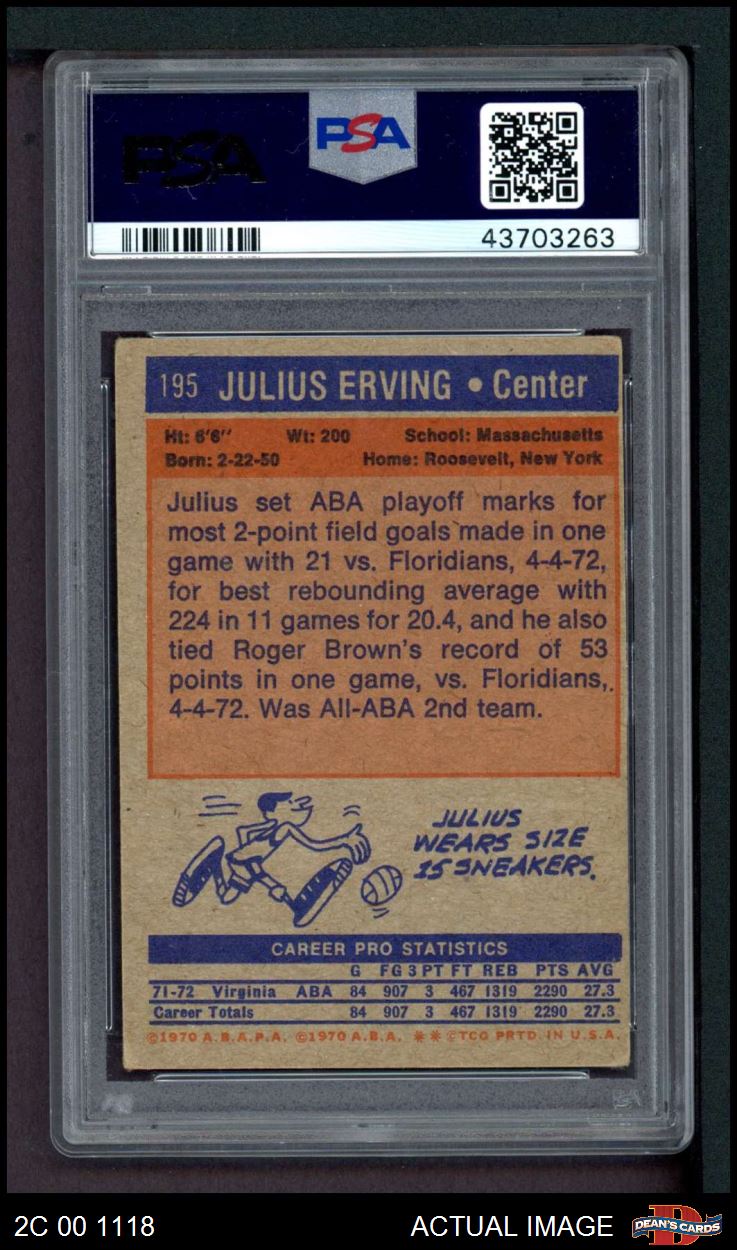 PSA
PSA
43703263
195 JULIUS ERVING • Center
Ht: 6'6'' Wt: 200 School: Massachusetts
Born: 2-22-50 Home: Roosevelt, New York
Julius set ABA playoff marks for
most 2-point field goals made in one
game with 21 vs. Floridians, 4-4-72,
for best rebounding average with
224 in 11 games for 20.4, and he also
tied Roger Brown's record of 53
points in one game, vs. Floridians,
4-4-72. Was All-ABA 2nd team.
JULIUS
WEARS SIZE
15 SNEAKERS.
CAREER PRO STATISTICS
G FG 3PT FT REB PTS AVG
71-72 Virginia ABA 84 907 3 467 1319 2290 27.3
Career Totals 84 907 3 467 1319 2290 27.3
©1970 A.B.A.P.A. ©1970 A.B.A. ** ©TCG PRTD. IN U.S.A.
2C 00 1118 ACTUAL IMAGE DEAN'S CARDS